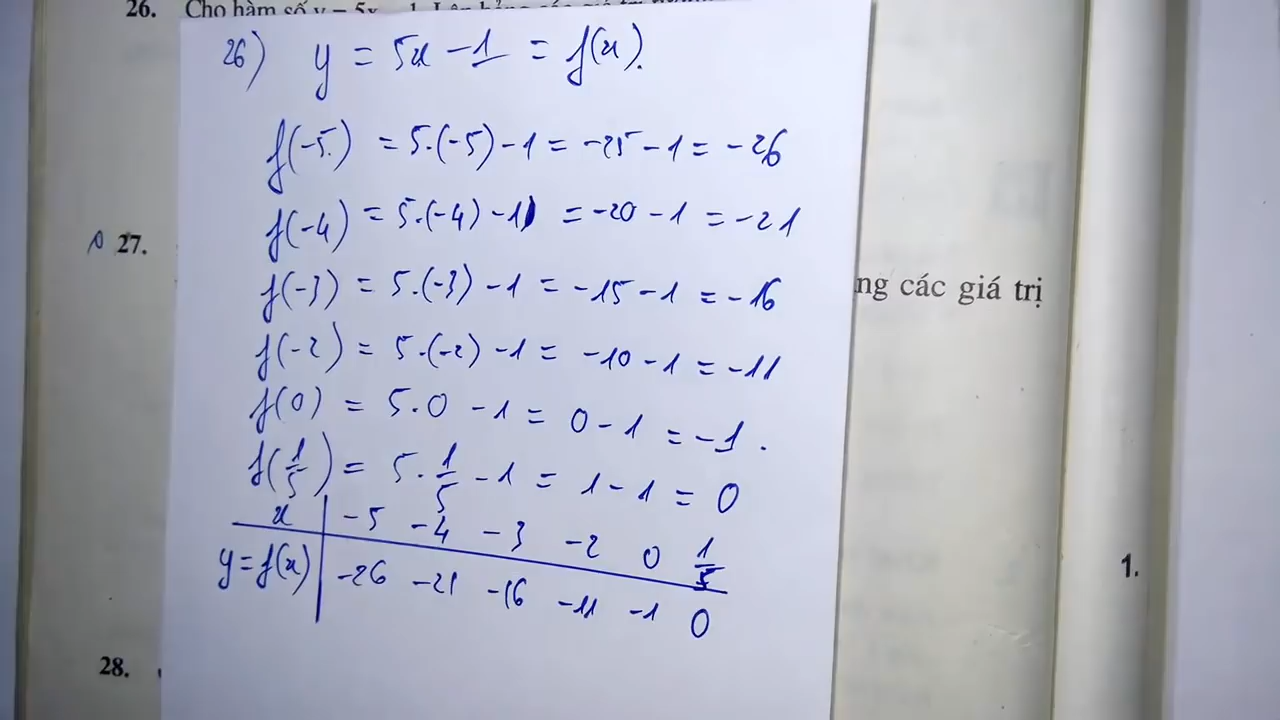 26. Cho hàm số y = 5x - 1.
26) y = 5x - 1 = f(x).
f(-5) = 5.(-5) - 1 = -25 - 1 = -26
f(-4) = 5.(-4) - 1 = -20 - 1 = -21
27.
f(-3) = 5.(-3) - 1 = -15 - 1 = -16
ng các giá trị
f(-2) = 5.(-2) - 1 = -10 - 1 = -11
f(0) = 5.0 - 1 = 0 - 1 = -1.
f(1/5) = 5. 1/5 - 1 = 1 - 1 = 0
x -5 -4 -3 -2 0 1/5
y = f(x) -26 -21 -16 -11 -1 0
1.
28.